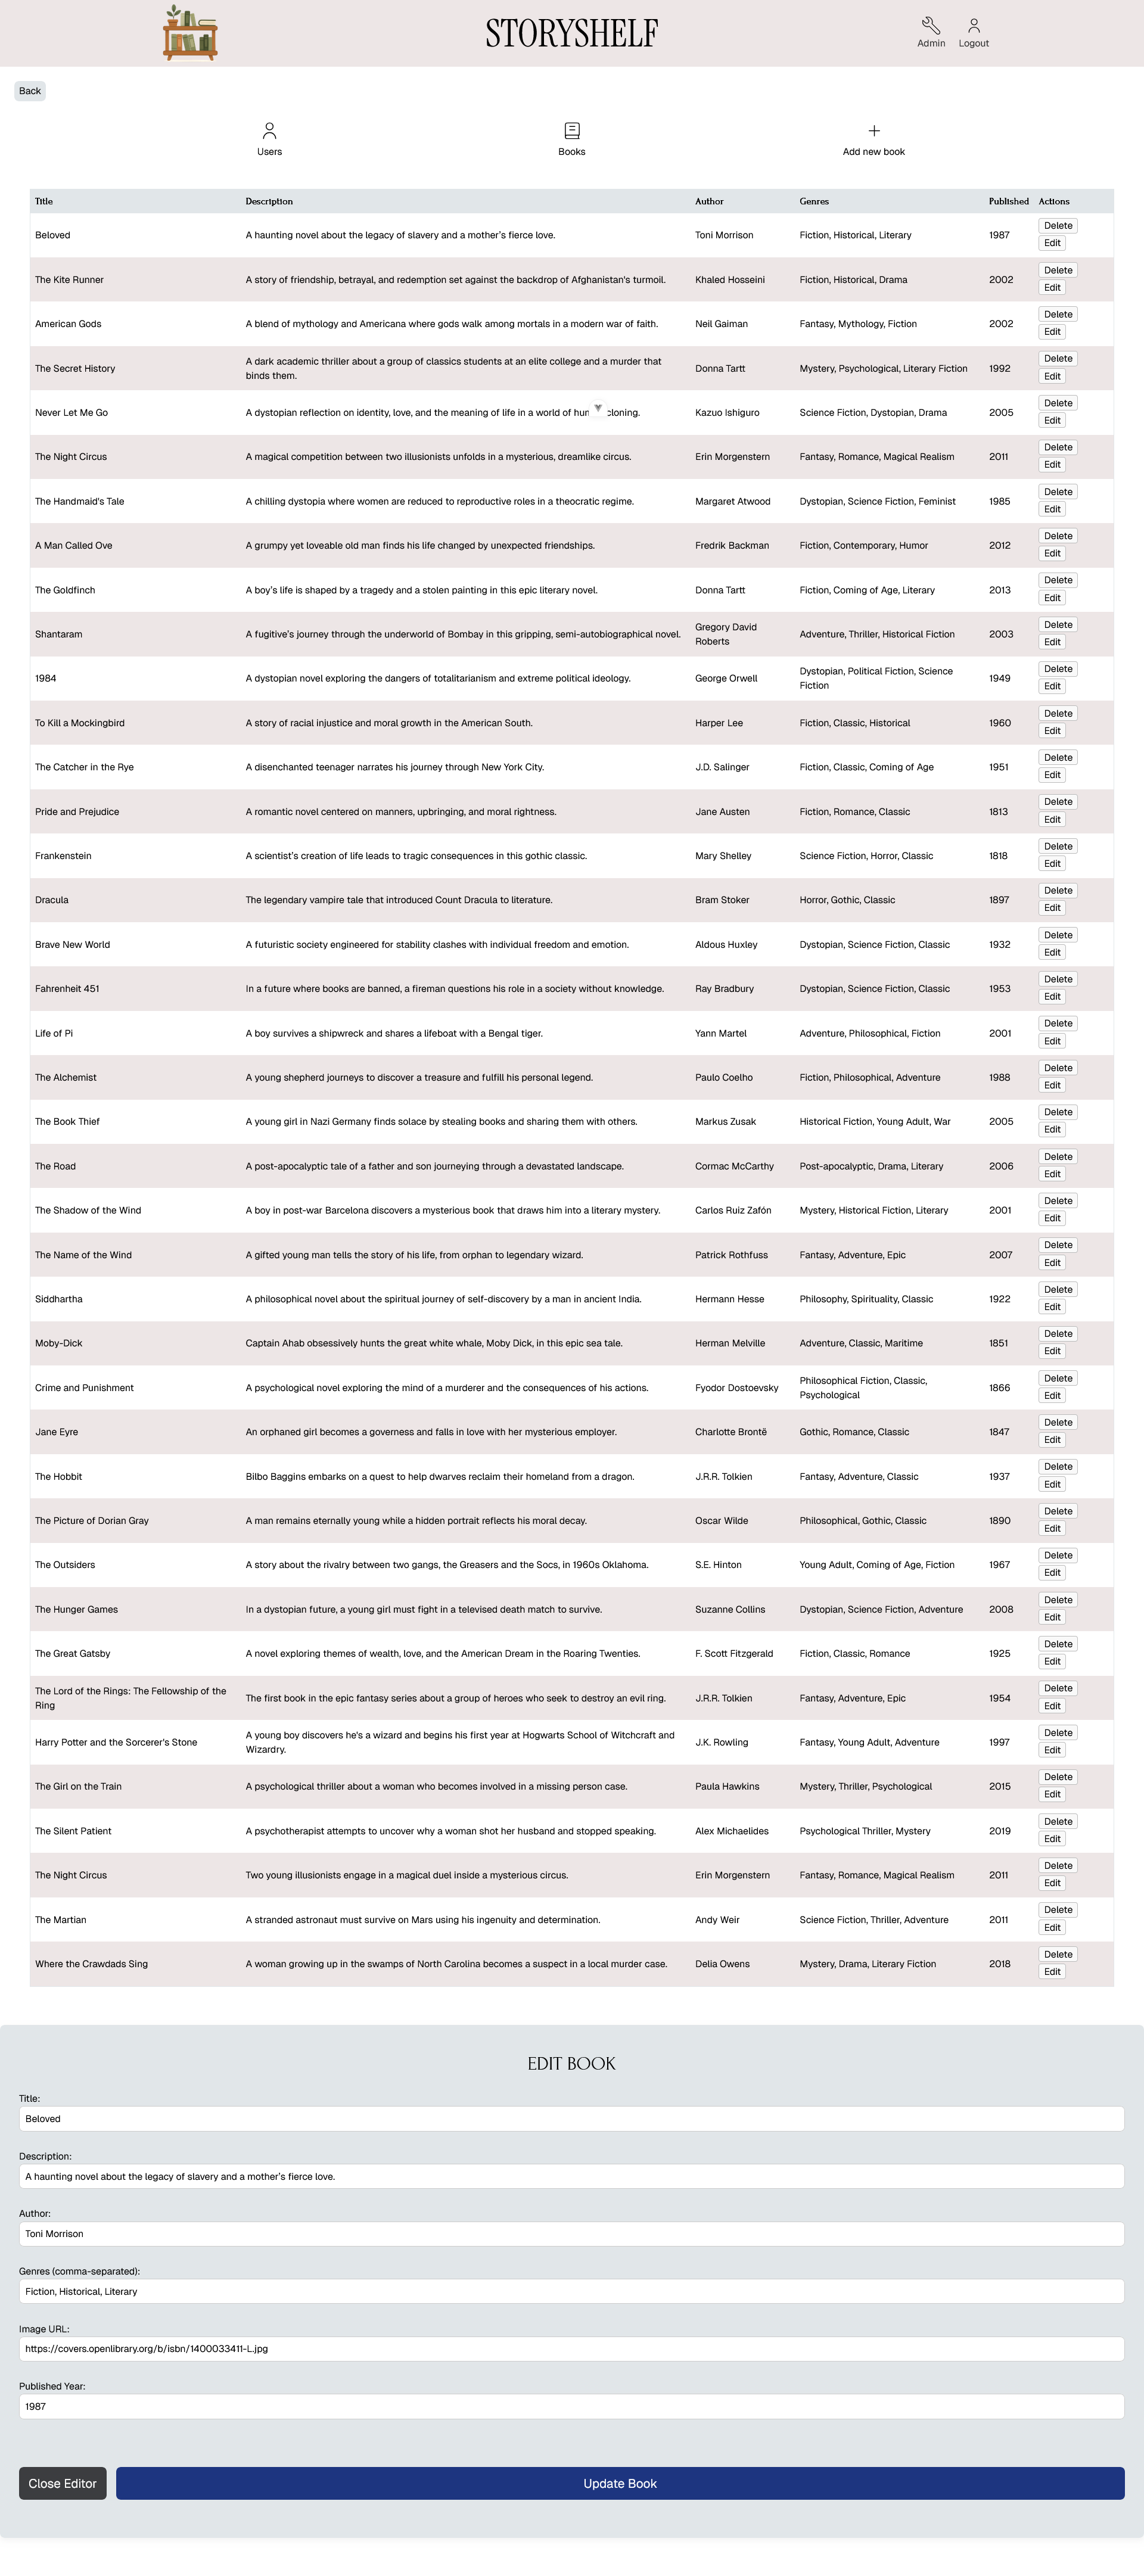 STORYSHELF
Admin
Logout
Back
Users
Books
Add new book
Title Description Author Genres Published Actions
Beloved A haunting novel about the legacy of slavery and a mother's fierce love. Toni Morrison Fiction, Historical, Literary 1987 Delete
Edit
The Kite Runner A story of friendship, betrayal, and redemption set against the backdrop of Afghanistan's turmoil. Khaled Hosseini Fiction, Historical, Drama 2002 Delete
Edit
American Gods A blend of mythology and Americana where gods walk among mortals in a modern war of faith. Neil Gaiman Fantasy, Mythology, Fiction 2002 Delete
Edit
The Secret History A dark academic thriller about a group of classics students at an elite college and a murder that
binds them. Donna Tartt Mystery, Psychological, Literary Fiction 1992 Delete
Edit
Never Let Me Go A dystopian reflection on identity, love, and the meaning of life in a world of cloning. Kazuo Ishiguro Science Fiction, Dystopian, Drama 2005 Delete
Edit
The Night Circus A magical competition between two illusionists unfolds in a mysterious, dreamlike circus. Erin Morgenstern Fantasy, Romance, Magical Realism 2011 Delete
Edit
The Handmaid's Tale A chilling dystopia where women are reduced to reproductive roles in a theocratic regime. Margaret Atwood Dystopian, Science Fiction, Feminist 1985 Delete
Edit
A Man Called Ove A grumpy yet loveable old man finds his life changed by unexpected friendships. Fredrik Backman Fiction, Contemporary, Humor 2012 Delete
Edit
The Goldfinch A boy's life is shaped by a tragedy and a stolen painting in this epic literary novel. Donna Tartt Fiction, Coming of Age, Literary 2013 Delete
Edit
Shantaram A fugitive's journey through the underworld of Bombay in this gripping, semi-autobiographical novel. Gregory David
Roberts Adventure, Thriller, Historical Fiction 2003 Delete
Edit
1984 A dystopian novel exploring the dangers of totalitarianism and extreme political ideology. George Orwell Dystopian, Political Fiction, Science
Fiction 1949 Delete
Edit
To Kill a Mockingbird A story of racial injustice and moral growth in the American South. Harper Lee Fiction, Classic, Historical 1960 Delete
Edit
The Catcher in the Rye A disenchanted teenager narrates his journey through New York City. J.D. Salinger Fiction, Classic, Coming of Age 1951 Delete
Edit
Pride and Prejudice A romantic novel centered on manners, upbringing, and moral rightness. Jane Austen Fiction, Romance, Classic 1813 Delete
Edit
Frankenstein A scientist's creation of life leads to tragic consequences in this gothic classic. Mary Shelley Science Fiction, Horror, Classic 1818 Delete
Edit
Dracula The legendary vampire tale that introduced Count Dracula to literature. Bram Stoker Horror, Gothic, Classic 1897 Delete
Edit
Brave New World A futuristic society engineered for stability clashes with individual freedom and emotion. Aldous Huxley Dystopian, Science Fiction, Classic 1932 Delete
Edit
Fahrenheit 451 In a future where books are banned, a fireman questions his role in a society without knowledge. Ray Bradbury Dystopian, Science Fiction, Classic 1953 Delete
Edit
Life of Pi A boy survives a shipwreck and shares a lifeboat with a Bengal tiger. Yann Martel Adventure, Philosophical, Fiction 2001 Delete
Edit
The Alchemist A young shepherd journeys to discover a treasure and fulfill his personal legend. Paulo Coelho Fiction, Philosophical, Adventure 1988 Delete
Edit
The Book Thief A young girl in Nazi Germany finds solace by stealing books and sharing them with others. Markus Zusak Historical Fiction, Young Adult, War 2005 Delete
Edit
The Road A post-apocalyptic tale of a father and son journeying through a devastated landscape. Cormac McCarthy Post-apocalyptic, Drama, Literary 2006 Delete
Edit
The Shadow of the Wind A boy in post-war Barcelona discovers a mysterious book that draws him into a literary mystery. Carlos Ruiz Zafón Mystery, Historical Fiction, Literary 2001 Delete
Edit
The Name of the Wind A gifted young man tells the story of his life, from orphan to legendary wizard. Patrick Rothfuss Fantasy, Adventure, Epic 2007 Delete
Edit
Siddhartha A philosophical novel about the spiritual journey of self-discovery by a man in ancient India. Hermann Hesse Philosophy, Spirituality, Classic 1922 Delete
Edit
Moby-Dick Captain Ahab obsessively hunts the great white whale, Moby Dick, in this epic sea tale. Herman Melville Adventure, Classic, Maritime 1851 Delete
Edit
Crime and Punishment A psychological novel exploring the mind of a murderer and the consequences of his actions. Fyodor Dostoevsky Philosophical Fiction, Classic,
Psychological 1866 Delete
Edit
Jane Eyre An orphaned girl becomes a governess and falls in love with her mysterious employer. Charlotte Brontë Gothic, Romance, Classic 1847 Delete
Edit
The Hobbit Bilbo Baggins embarks on a quest to help dwarves reclaim their homeland from a dragon. J.R.R. Tolkien Fantasy, Adventure, Classic 1937 Delete
Edit
The Picture of Dorian Gray A man remains eternally young while a hidden portrait reflects his moral decay. Oscar Wilde Philosophical, Gothic, Classic 1890 Delete
Edit
The Outsiders A story about the rivalry between two gangs, the Greasers and the Socs, in 1960s Oklahoma. S.E. Hinton Young Adult, Coming of Age, Fiction 1967 Delete
Edit
The Hunger Games In a dystopian future, a young girl must fight in a televised death match to survive. Suzanne Collins Dystopian, Science Fiction, Adventure 2008 Delete
Edit
The Great Gatsby A novel exploring themes of wealth, love, and the American Dream in the Roaring Twenties. F. Scott Fitzgerald Fiction, Classic, Romance 1925 Delete
Edit
The Lord of the Rings: The Fellowship of the
Ring The first book in the epic fantasy series about a group of heroes who seek to destroy an evil ring. J.R.R. Tolkien Fantasy, Adventure, Epic 1954 Delete
Edit
Harry Potter and the Sorcerer's Stone A young boy discovers he's a wizard and begins his first year at Hogwarts School of Witchcraft and
Wizardry. J.K. Rowling Fantasy, Young Adult, Adventure 1997 Delete
Edit
The Girl on the Train A psychological thriller about a woman who becomes involved in a missing person case. Paula Hawkins Mystery, Thriller, Psychological 2015 Delete
Edit
The Silent Patient A psychotherapist attempts to uncover why a woman shot her husband and stopped speaking. Alex Michaelides Psychological Thriller, Mystery 2019 Delete
Edit
The Night Circus Two young illusionists engage in a magical duel inside a mysterious circus. Erin Morgenstern Fantasy, Romance, Magical Realism 2011 Delete
Edit
The Martian A stranded astronaut must survive on Mars using his ingenuity and determination. Andy Weir Science Fiction, Thriller, Adventure 2011 Delete
Edit
Where the Crawdads Sing A woman growing up in the swamps of North Carolina becomes a suspect in a local murder case. Delia Owens Mystery, Drama, Literary Fiction 2018 Delete
Edit
EDIT BOOK
Title:
Beloved
Description:
A haunting novel about the legacy of slavery and a mother's fierce love.
Author:
Toni Morrison
Genres (comma-separated):
Fiction, Historical, Literary
Image URL:
https://covers.openlibrary.org/b/isbn/1400033411-L.jpg
Published Year:
1987
Close Editor
Update Book